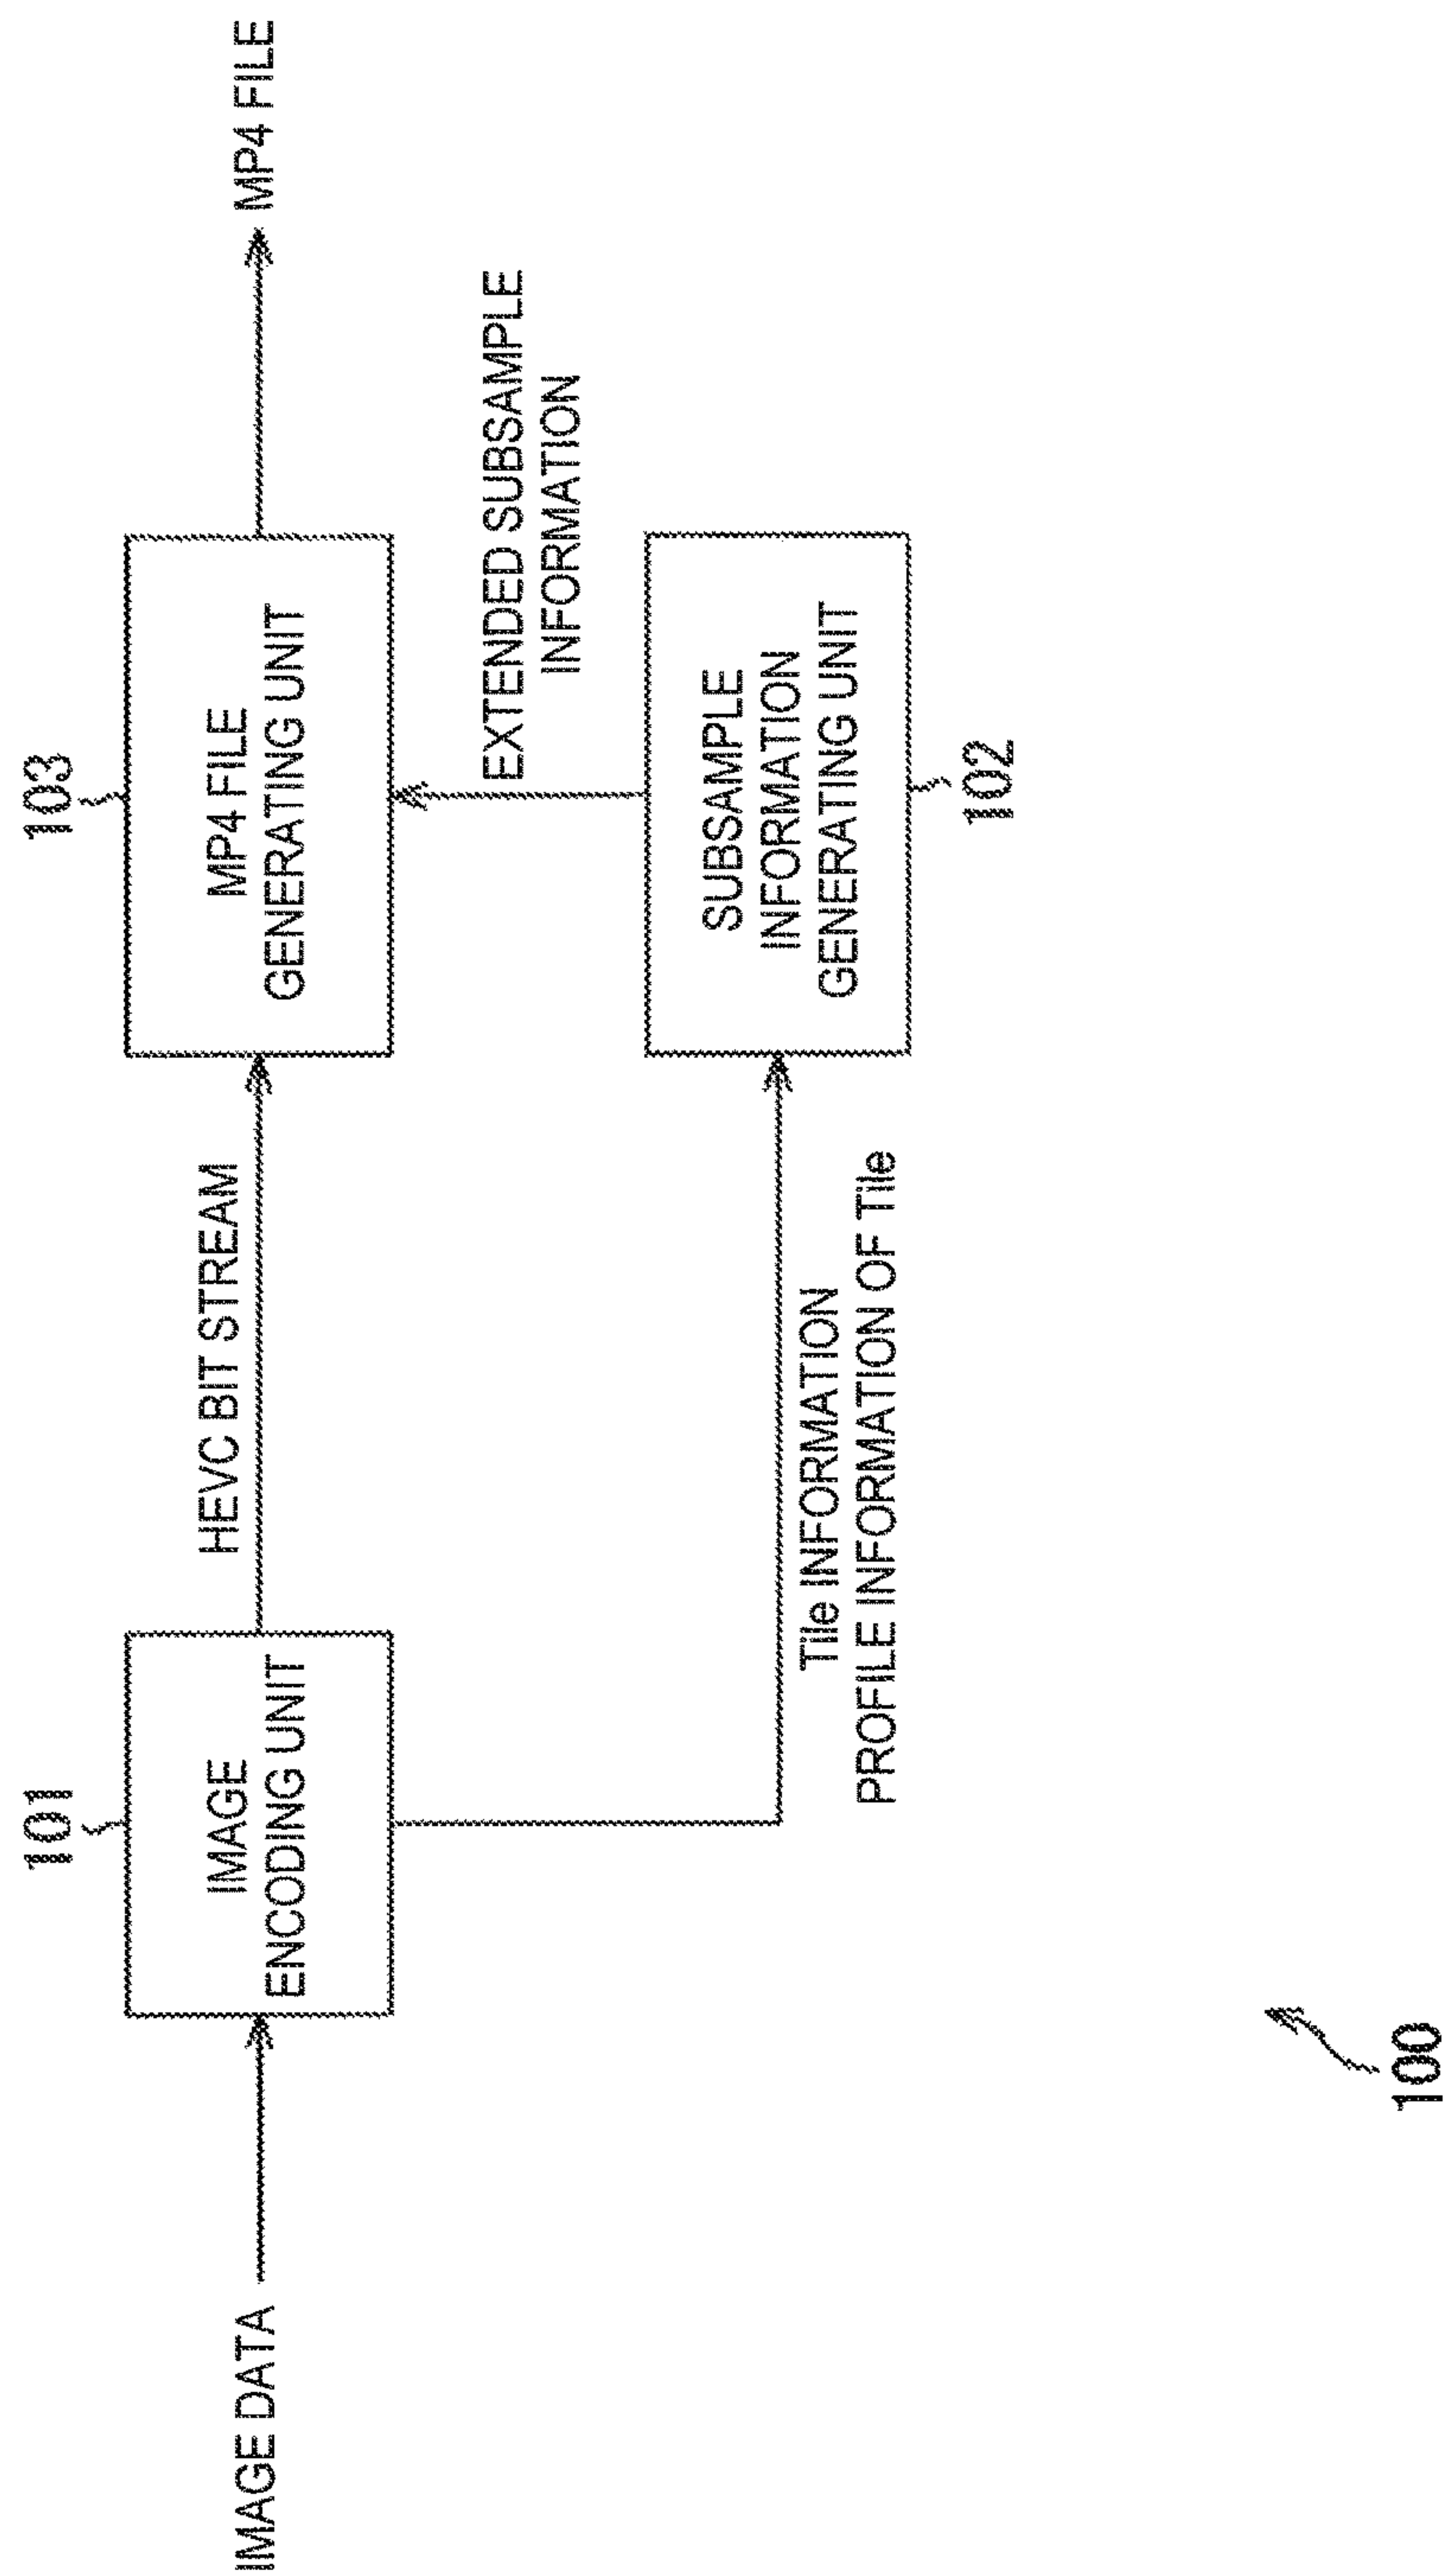 101
103
IMAGE DATA
IMAGE
ENCODING UNIT
HEVC BIT STREAM
MP4 FILE
GENERATING UNIT
MP4 FILE
EXTENDED SUBSAMPLE
INFORMATION
Tile INFORMATION
PROFILE INFORMATION OF Tile
SUBSAMPLE
INFORMATION
GENERATING UNIT
102
100